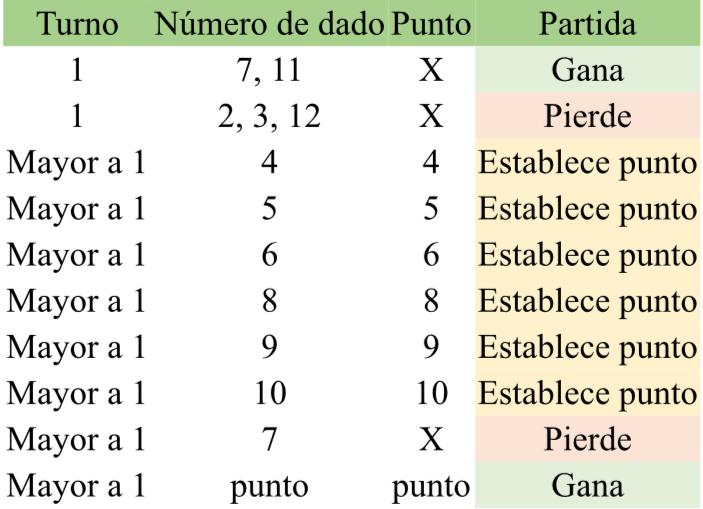 Turno Número de dado Punto Partida
1 7, 11 X Gana
1 2, 3, 12 X Pierde
Mayor a 1 4 4 Establece punto
Mayor a 1 5 5 Establece punto
Mayor a 1 6 6 Establece punto
Mayor a 1 8 8 Establece punto
Mayor a 1 9 9 Establece punto
Mayor a 1 10 10 Establece punto
Mayor a 1 7 X Pierde
Mayor a 1 punto punto Gana